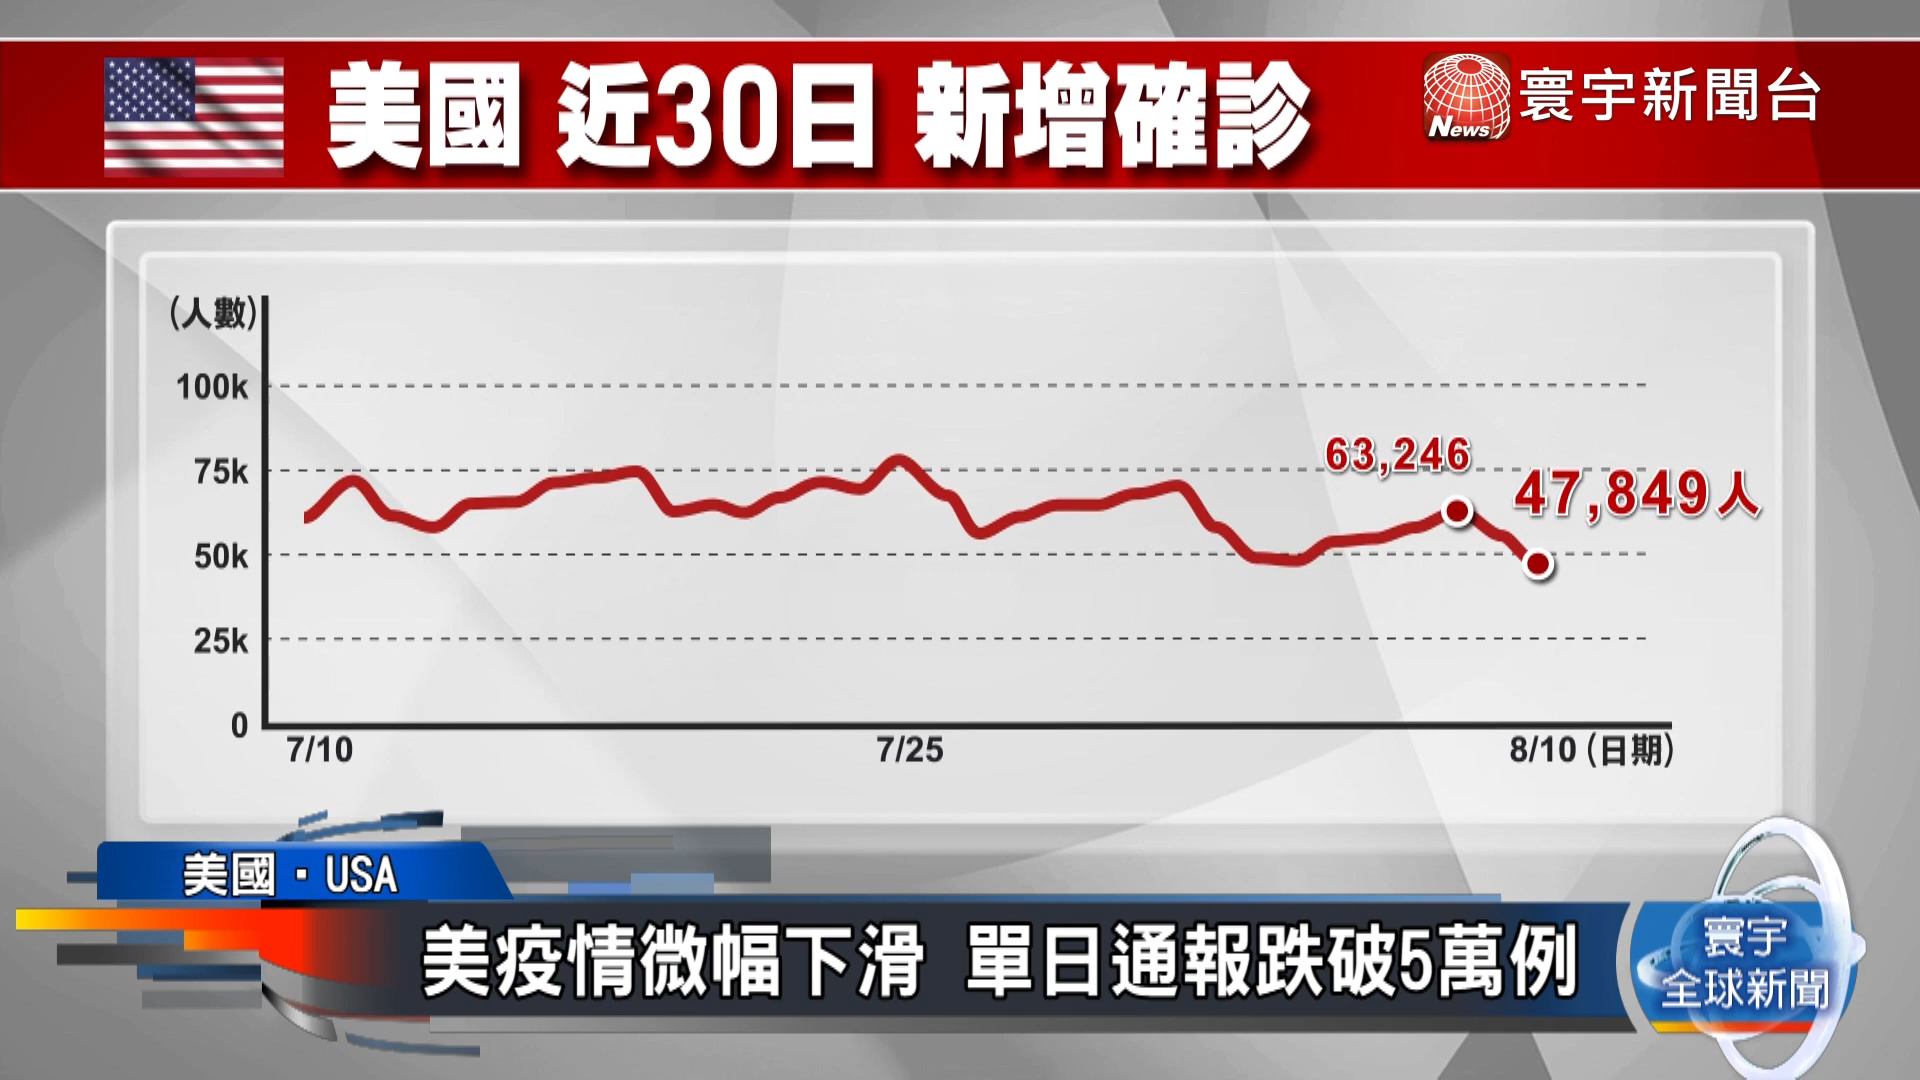 美國 近30日 新增確診
News 寰宇新聞台
(人數)
100k
75k
50k
25k
0
63,246
47,849人
7/10
7/25
8/10 (日期)
美國·USA
美疫情微幅下滑 單日通報跌破5萬例
寰宇
全球新聞